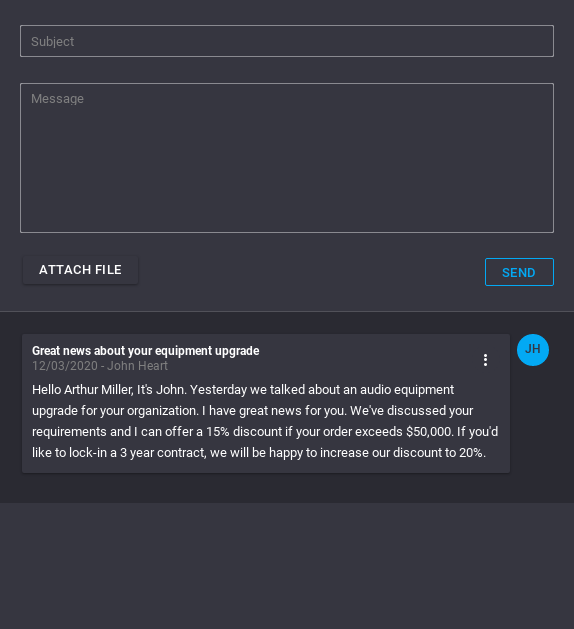 Subject
Message
ATTACH FILE
SEND
Great news about your equipment upgrade
12/03/2020 - John Heart
JH
Hello Arthur Miller, It's John. Yesterday we talked about an audio equipment
upgrade for your organization. I have great news for you. We've discussed your
requirements and I can offer a 15% discount if your order exceeds $50,000. If you'd
like to lock-in a 3 year contract, we will be happy to increase our discount to 20%.